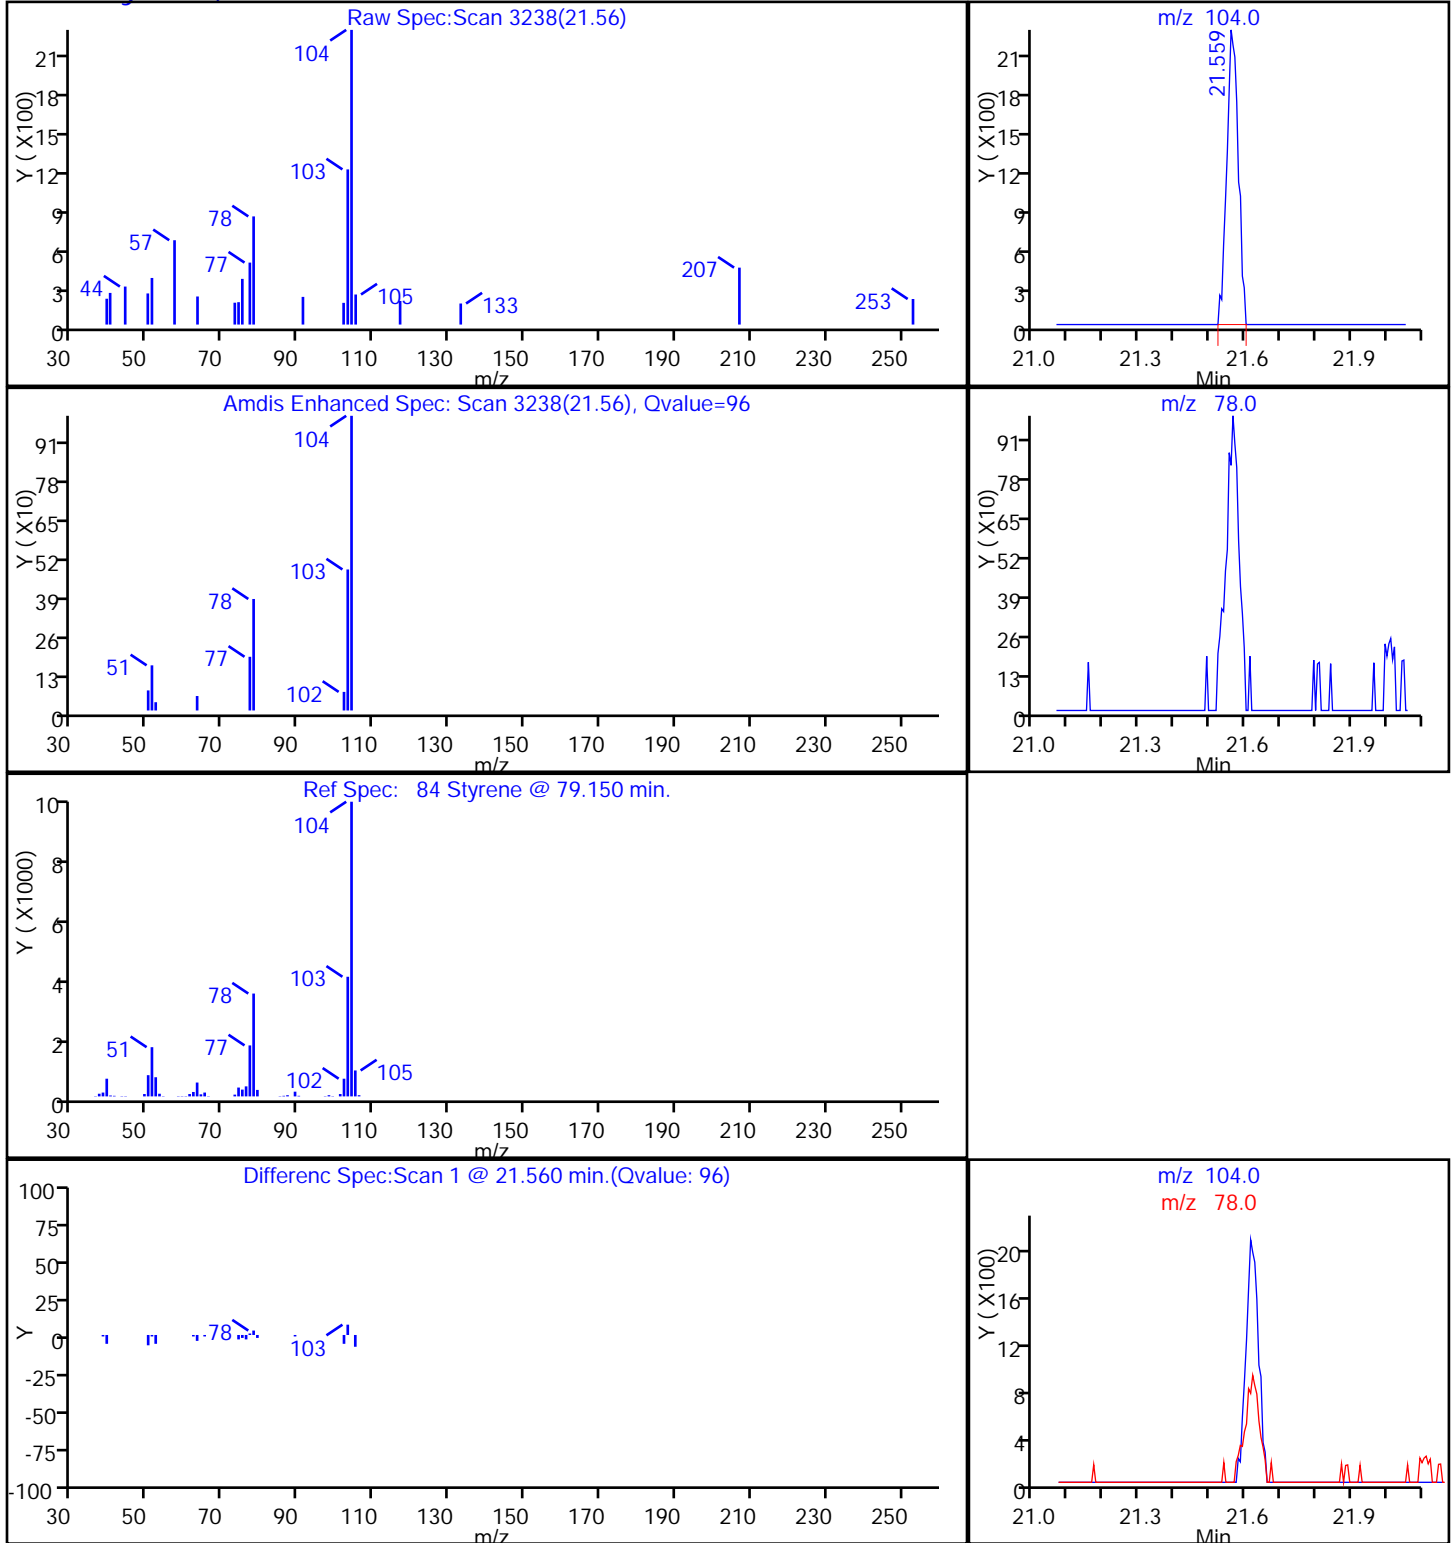 Raw Spec:Scan 3238(21.56)
Y ( X100)
21
18
15
12
9
6
3
0
104
103
78
57
77
44
105
133
207
253
30 50 70 90 110 130 150 170 190 210 230 250
m/z
m/z 104.0
Y ( X100)
21
18
15
12
9
6
3
0
21.559
21.0 21.3 21.6 21.9
Min
Amdis Enhanced Spec: Scan 3238(21.56), Qvalue=96
Y ( X10)
91
78
65
52
39
26
13
0
104
103
78
77
51
102
30 50 70 90 110 130 150 170 190 210 230 250
m/z
m/z 78.0
Y ( X10)
91
78
65
52
39
26
13
0
21.0 21.3 21.6 21.9
Min
Ref Spec: 84 Styrene @ 79.150 min.
Y ( X1000)
10
8
6
4
2
0
104
103
78
77
51
102
105
30 50 70 90 110 130 150 170 190 210 230 250
m/z
Differenc Spec:Scan 1 @ 21.560 min.(Qvalue: 96)
Y
100
75
50
25
0
-25
-50
-75
-100
78
103
30 50 70 90 110 130 150 170 190 210 230 250
m/z
m/z 104.0
m/z 78.0
Y ( X100)
20
16
12
8
4
0
21.0 21.3 21.6 21.9
Min